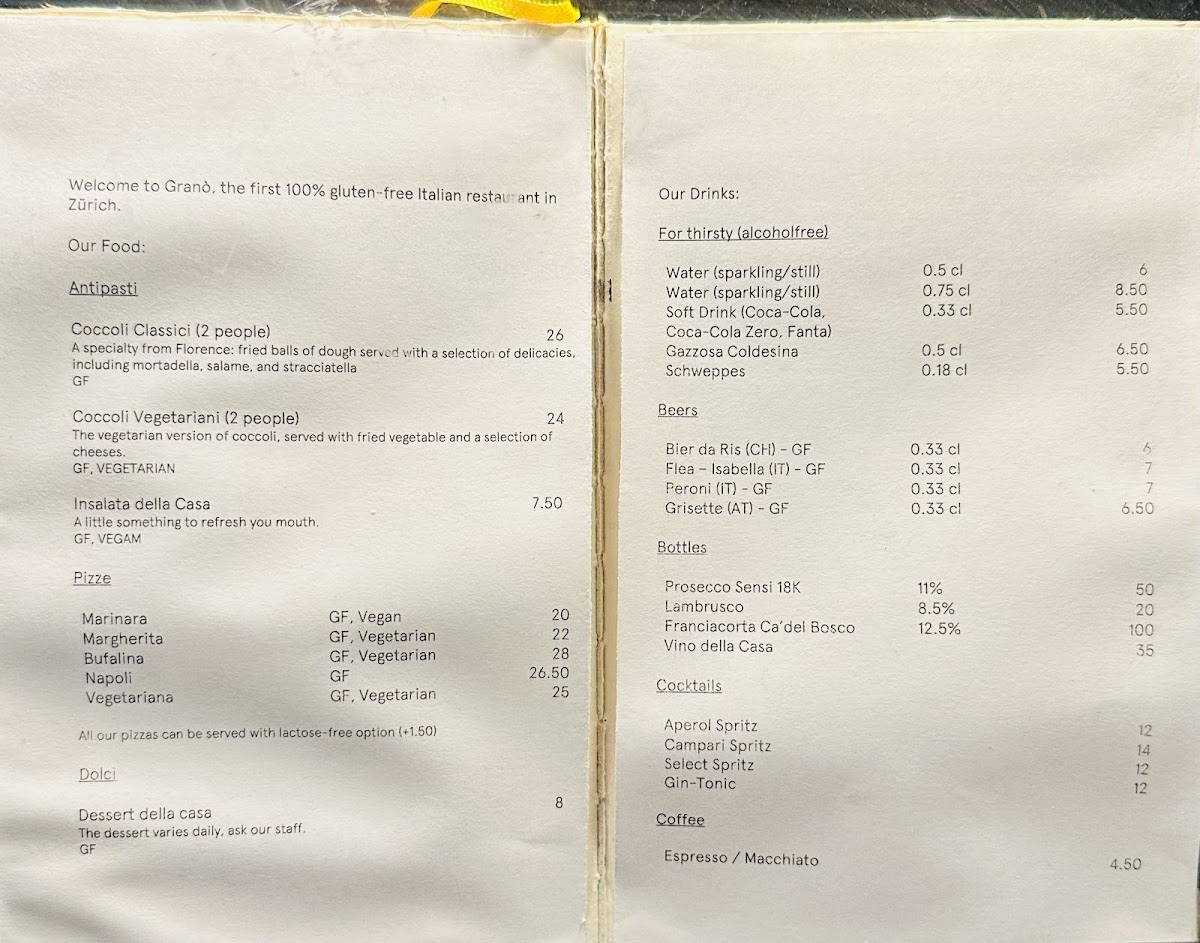 Welcome to Granò, the first 100% gluten-free Italian restaurant in
Zürich.
Our Food:
Antipasti
Coccoli Classici (2 people) 26
A specialty from Florence: fried balls of dough served with a selection of delicacies,
including mortadella, salame, and stracciatella
GF
Coccoli Vegetariani (2 people) 24
The vegetarian version of coccoli, served with fried vegetable and a selection of
cheeses.
GF, VEGETARIAN
Insalata della Casa 7.50
A little something to refresh you mouth.
GF, VEGAM
Pizze
Marinara GF, Vegan 20
Margherita GF, Vegetarian 22
Bufalina GF, Vegetarian 28
Napoli GF 26.50
Vegetariana GF, Vegetarian 25
All our pizzas can be served with lactose-free option (+1.50)
Dolci
Dessert della casa 8
The dessert varies daily, ask our staff.
GF
Our Drinks:
For thirsty (alcoholfree)
Water (sparkling/still) 0.5 cl 6
Water (sparkling/still) 0.75 cl 8.50
Soft Drink (Coca-Cola, 0.33 cl 5.50
Coca-Cola Zero, Fanta)
Gazzosa Coldesina 0.5 cl 6.50
Schweppes 0.18 cl 5.50
Beers
Bier da Ris (CH) - GF 0.33 cl 6
Flea - Isabella (IT) - GF 0.33 cl 7
Peroni (IT) - GF 0.33 cl 7
Grisette (AT) - GF 0.33 cl 6.50
Bottles
Prosecco Sensi 18K 11% 50
Lambrusco 8.5% 20
Franciacorta Ca'del Bosco 12.5% 100
Vino della Casa 35
Cocktails
Aperol Spritz 12
Campari Spritz 14
Select Spritz 12
Gin-Tonic 12
Coffee
Espresso / Macchiato 4.50